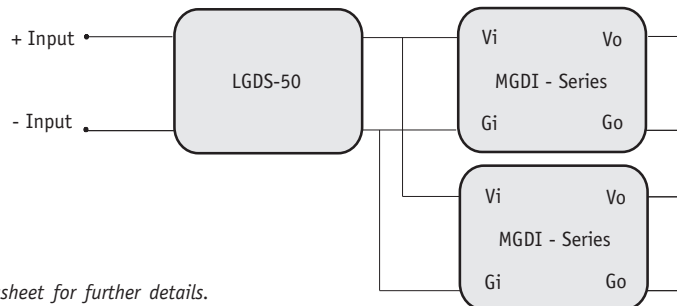 + Input
LGDS-50
Vi Vo
MGDI - Series
Gi Go
- Input
Vi Vo
MGDI - Series
Gi Go
sheet for further details.